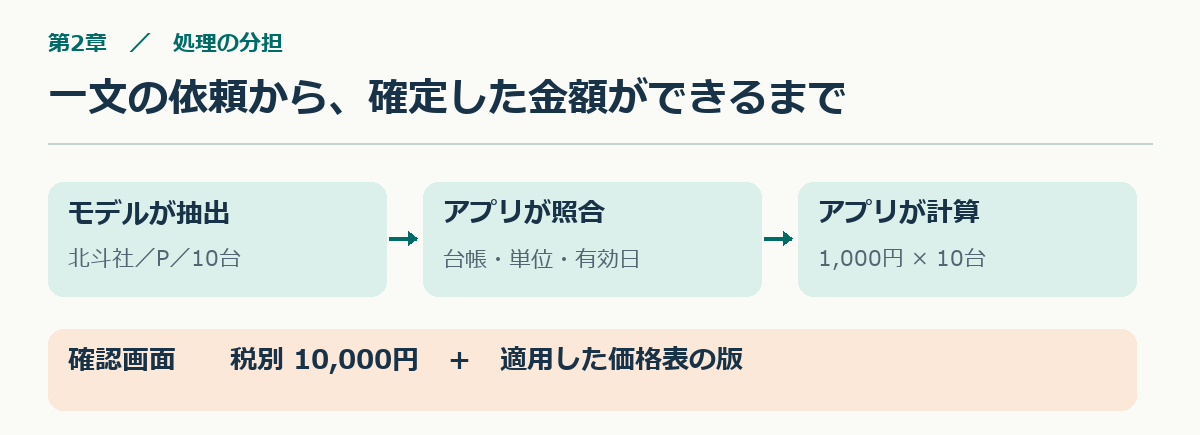 第2章　／　処理の分担
一文の依頼から、確定した金額ができるまで
モデルが抽出
北斗社／P／10台
アプリが照合
台帳・単位・有効日
アプリが計算
1,000円 × 10台
確認画面　　税別 10,000円　+　適用した価格表の版